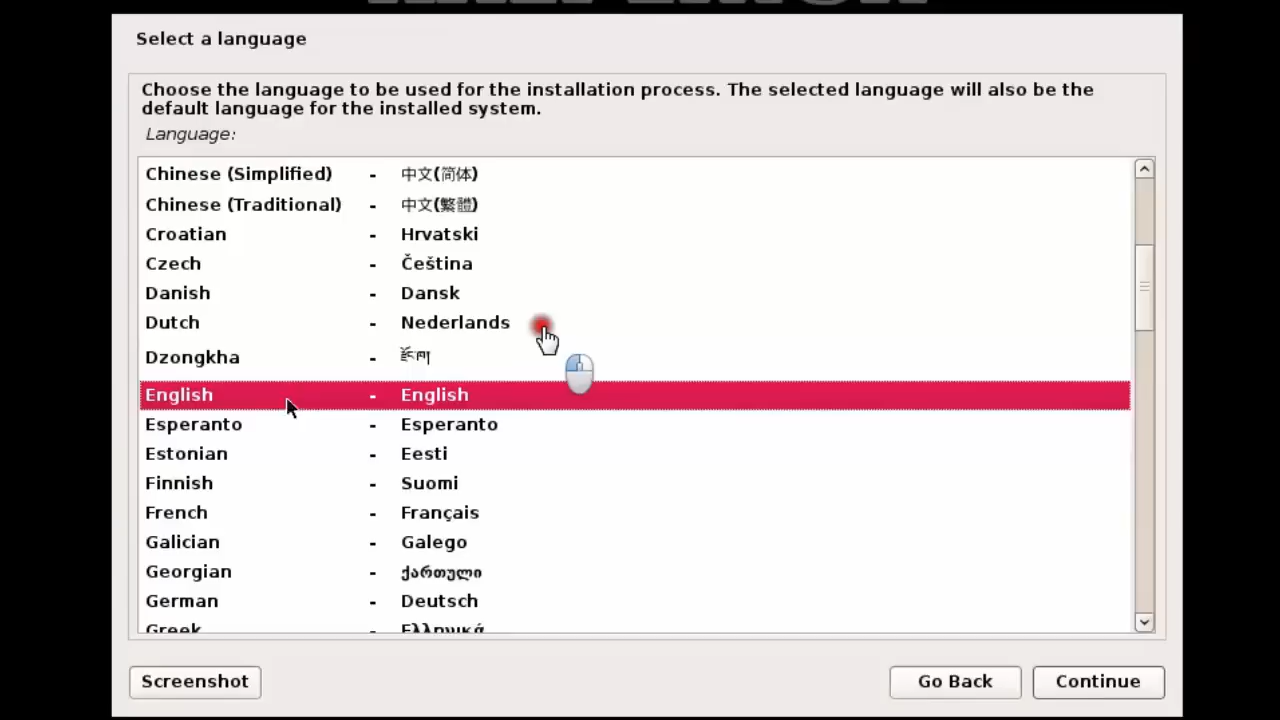 Select a language
Choose the language to be used for the installation process. The selected language will also be the
default language for the installed system.
Language:
Chinese (Simplified) - 中文(简体)
Chinese (Traditional) - 中文(繁體)
Croatian - Hrvatski
Czech - Čeština
Danish - Dansk
Dutch - Nederlands
Dzongkha - རྫོང་ཁ།
English - English
Esperanto - Esperanto
Estonian - Eesti
Finnish - Suomi
French - Français
Galician - Galego
Georgian - ქართული
German - Deutsch
Greek - Ελληνικά
Screenshot Go Back Continue